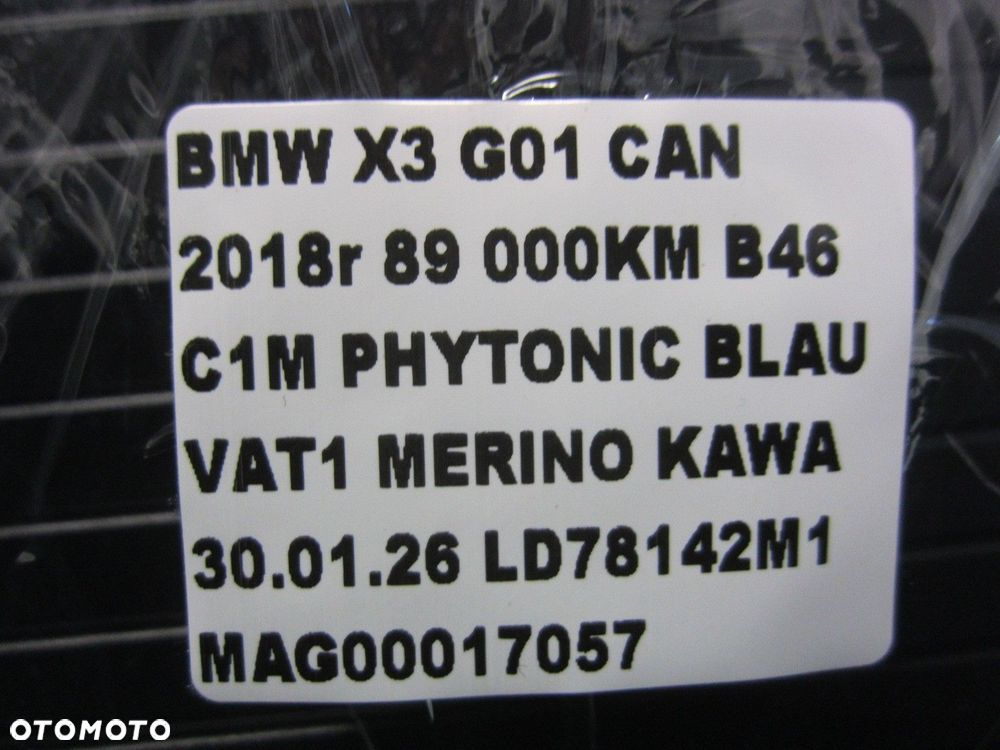 BMW X3 G01 CAN
2018r 89 000KM B46
C1M PHYTONIC BLAU
VAT1 MERINO KAWA
30.01.26 LD78142M1
MAG00017057
OTOMOTO